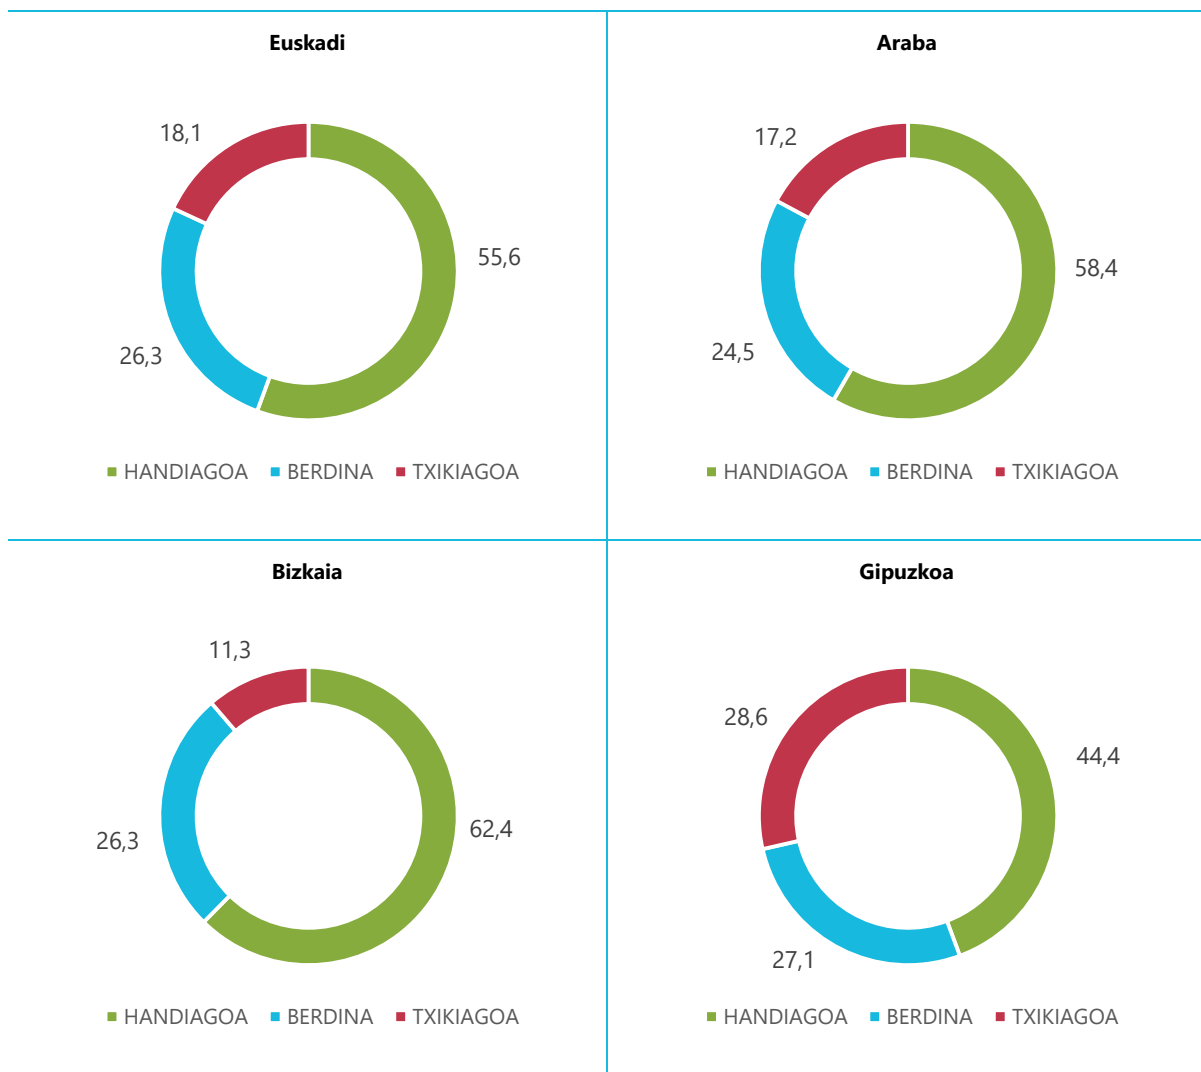 Euskadi
18,1
55,6
26,3
HANDIAGOA BERDINA TXIKIAGOA
Araba
17,2
58,4
24,5
HANDIAGOA BERDINA TXIKIAGOA
Bizkaia
11,3
62,4
26,3
HANDIAGOA BERDINA TXIKIAGOA
Gipuzkoa
28,6
44,4
27,1
HANDIAGOA BERDINA TXIKIAGOA